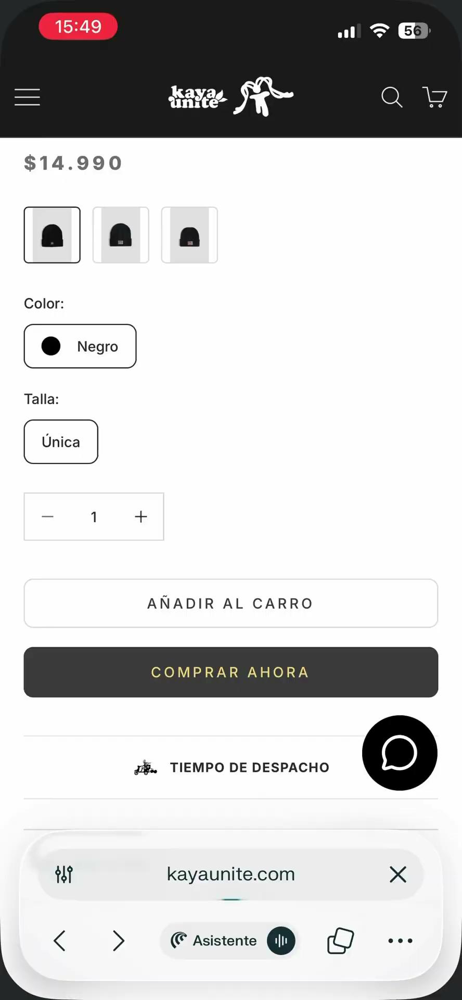 15:49
56
kaya
unite
$14.990
Color:
Negro
Talla:
Única
1
AÑADIR AL CARRO
COMPRAR AHORA
TIEMPO DE DESPACHO
kayaunite.com
Asistente